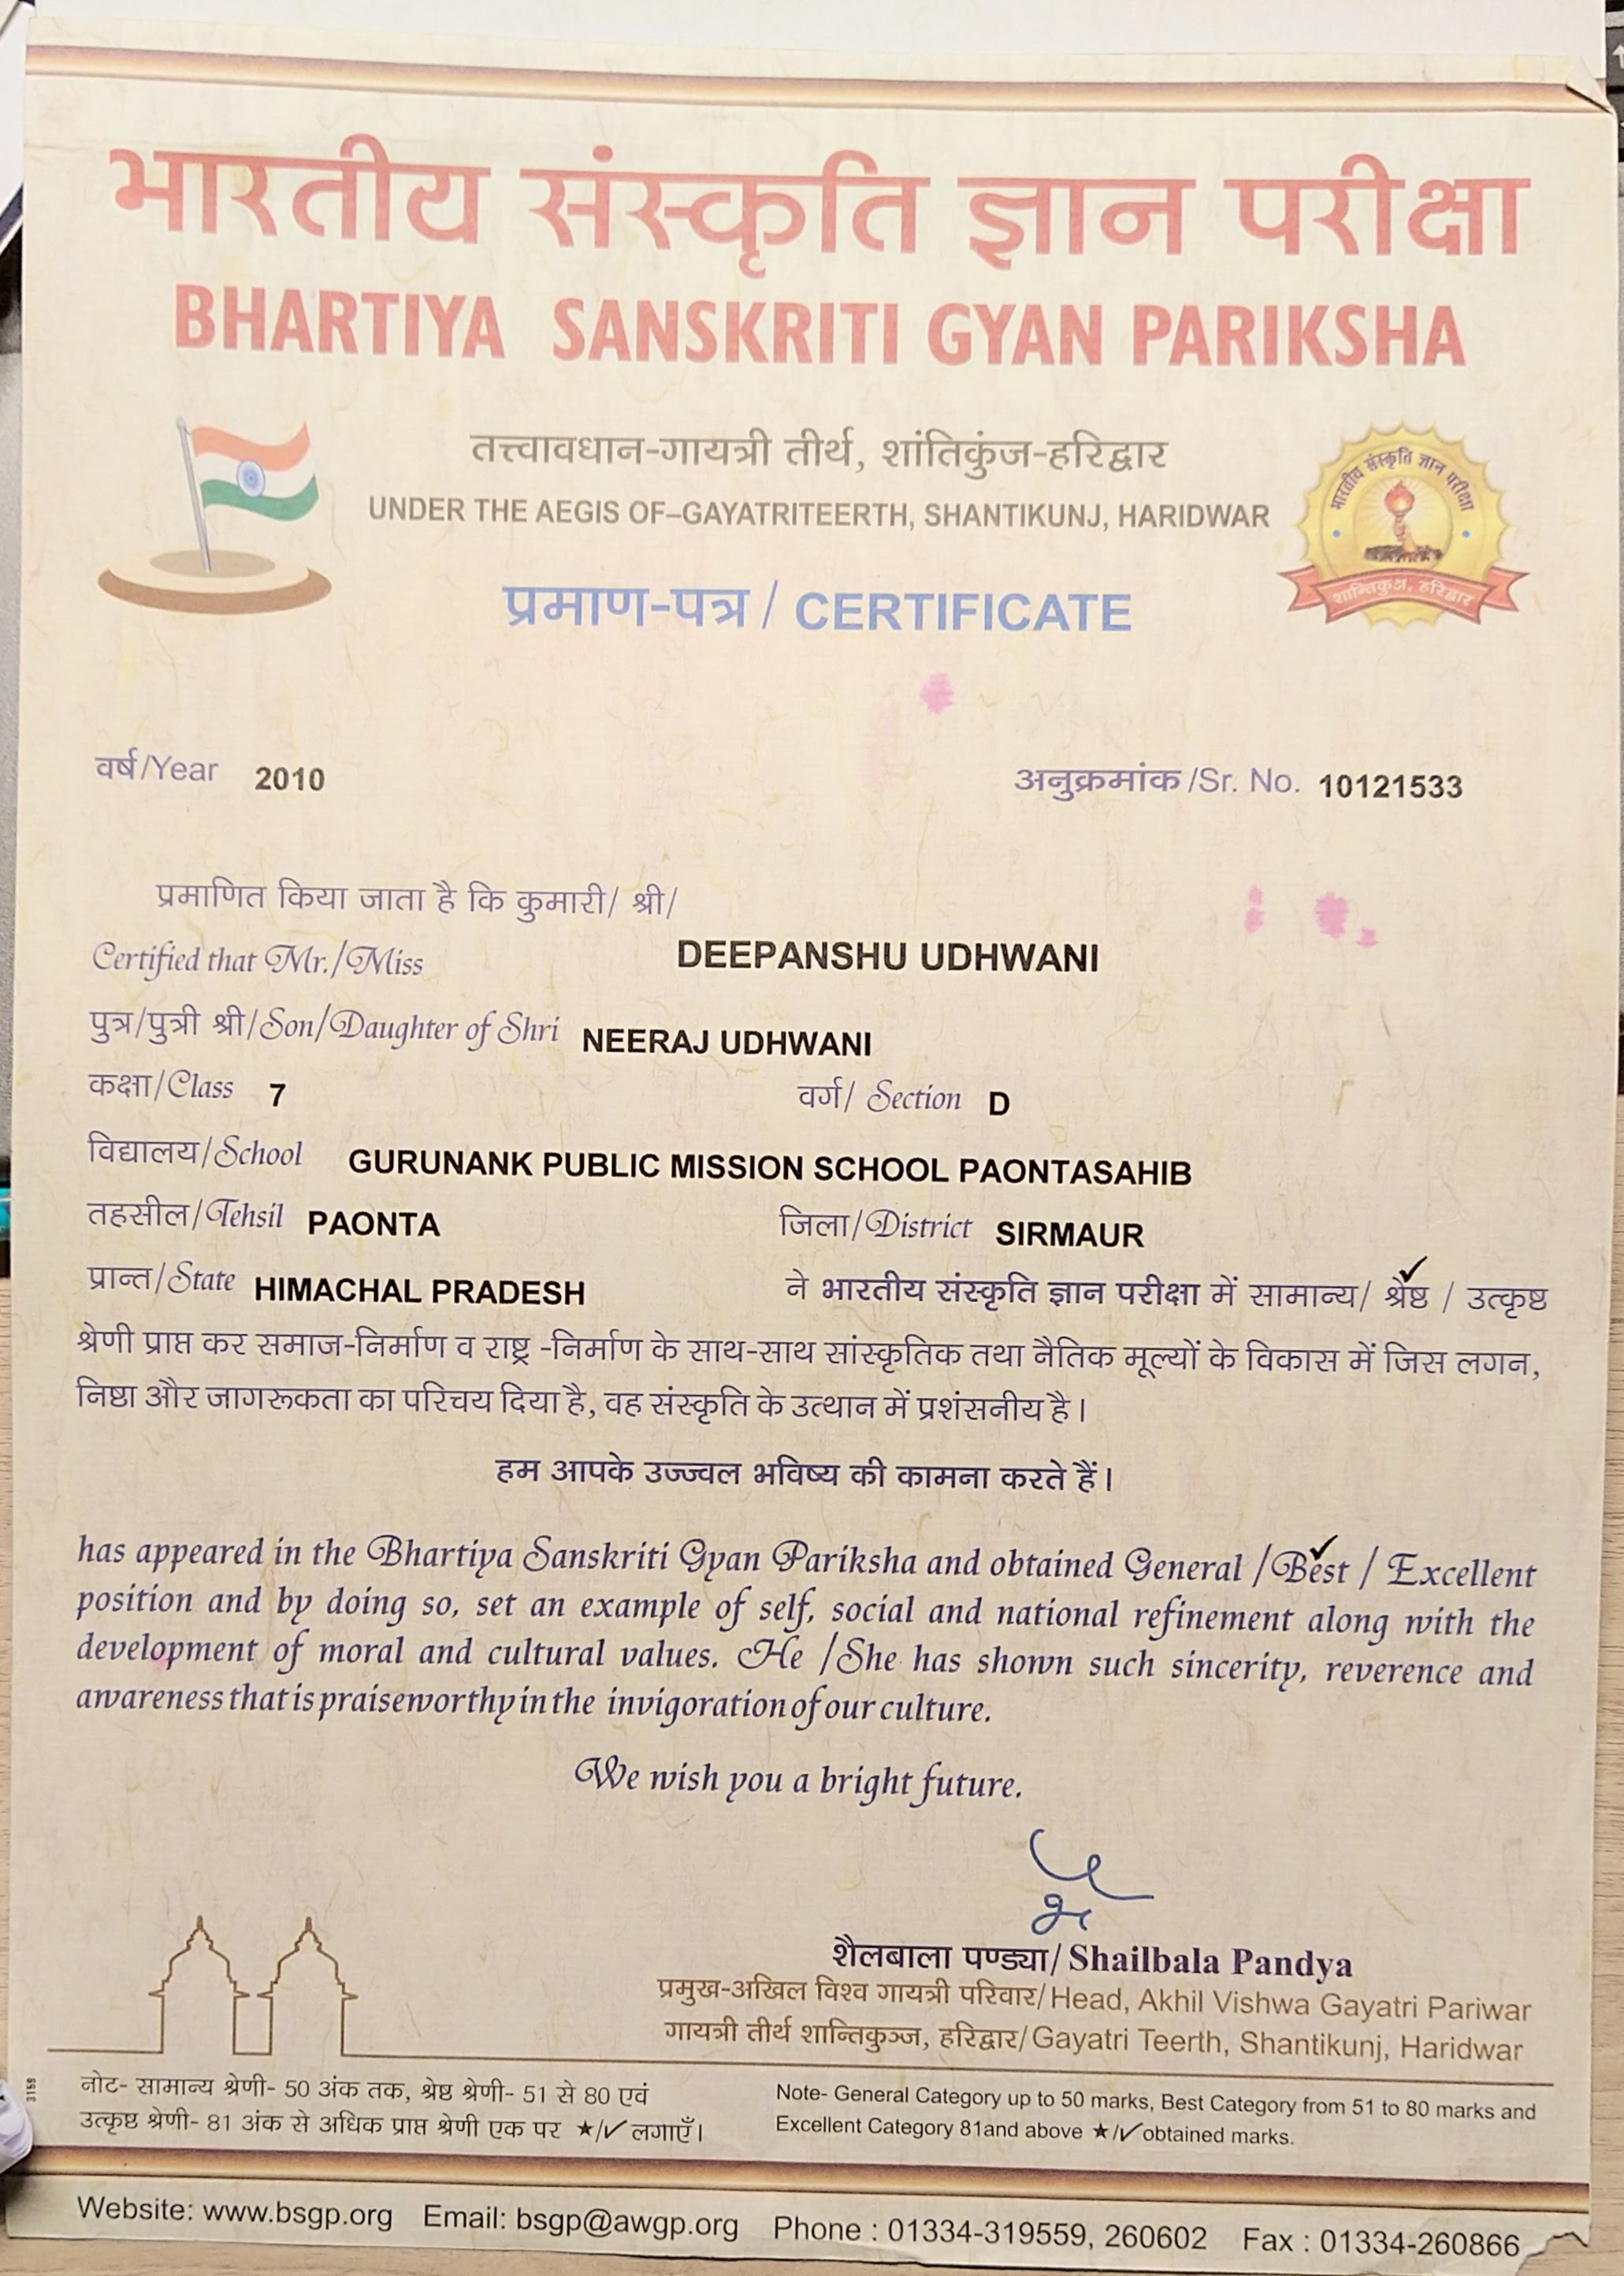 भारतीय संस्कृति ज्ञान परीक्षा
BHARTIYA SANSKRITI GYAN PARIKSHA
तत्त्वावधान-गायत्री तीर्थ, शांतिकुंज-हरिद्वार
UNDER THE AEGIS OF–GAYATRITEERTH, SHANTIKUNJ, HARIDWAR
भारतीय संस्कृति ज्ञान परीक्षा
शान्तिकुञ्ज, हरिद्वार
प्रमाण-पत्र / CERTIFICATE
वर्ष/Year 2010 अनुक्रमांक/Sr. No. 10121533
प्रमाणित किया जाता है कि कुमारी/ श्री/
Certified that Mr./Miss DEEPANSHU UDHWANI
पुत्र/पुत्री श्री/Son/Daughter of Shri NEERAJ UDHWANI
कक्षा/Class 7 वर्ग/ Section D
विद्यालय/School GURUNANK PUBLIC MISSION SCHOOL PAONTASAHIB
तहसील/Tehsil PAONTA जिला/District SIRMAUR
प्रान्त/State HIMACHAL PRADESH ने भारतीय संस्कृति ज्ञान परीक्षा में सामान्य/ श्रेष्ठ ✓ / उत्कृष्ठ
श्रेणी प्राप्त कर समाज-निर्माण व राष्ट्र -निर्माण के साथ-साथ सांस्कृतिक तथा नैतिक मूल्यों के विकास में जिस लगन,
निष्ठा और जागरूकता का परिचय दिया है, वह संस्कृति के उत्थान में प्रशंसनीय है।
हम आपके उज्ज्वल भविष्य की कामना करते हैं।
has appeared in the Bhartiya Sanskriti Gyan Pariksha and obtained General /Best ✓ / Excellent
position and by doing so, set an example of self, social and national refinement along with the
development of moral and cultural values. He /She has shown such sincerity, reverence and
awareness that is praiseworthy in the invigoration of our culture.
We wish you a bright future.
शैलबाला पण्ड्या/ Shailbala Pandya
प्रमुख-अखिल विश्व गायत्री परिवार/ Head, Akhil Vishwa Gayatri Pariwar
गायत्री तीर्थ शान्तिकुञ्ज, हरिद्वार/ Gayatri Teerth, Shantikunj, Haridwar
3159
नोट- सामान्य श्रेणी- 50 अंक तक, श्रेष्ठ श्रेणी- 51 से 80 एवं
उत्कृष्ठ श्रेणी- 81 अंक से अधिक प्राप्त श्रेणी एक पर ★/✓ लगाएँ।
Note- General Category up to 50 marks, Best Category from 51 to 80 marks and
Excellent Category 81and above ★/✓ obtained marks.
Website: www.bsgp.org Email: bsgp@awgp.org Phone : 01334-319559, 260602 Fax : 01334-260866